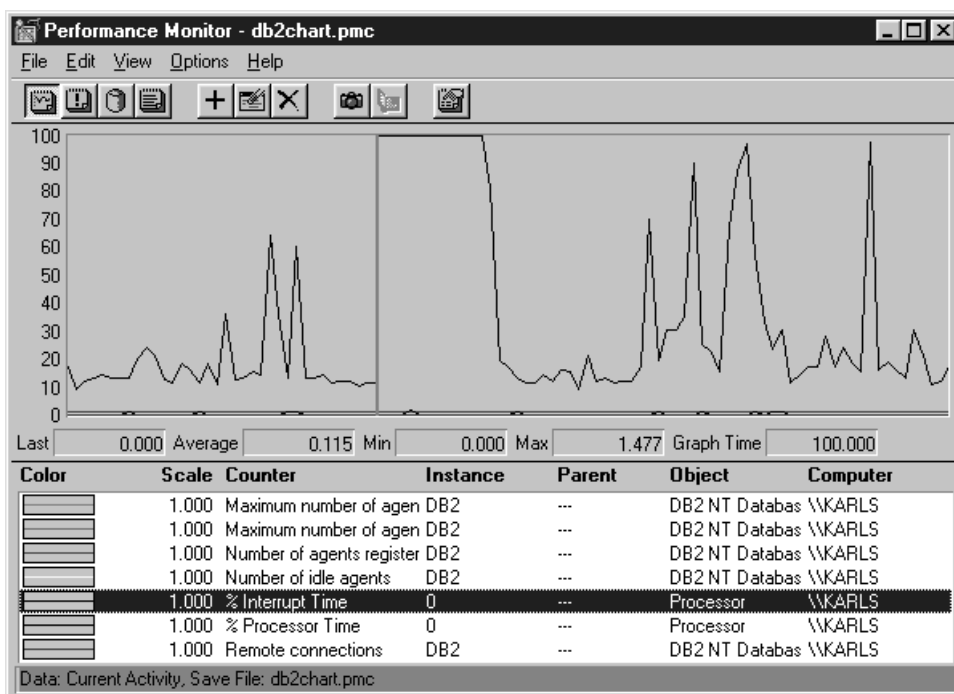 Performance Monitor - db2chart.pmc
File Edit View Options Help
100
90
80
70
60
50
40
30
20
10
0
Last 0.000 Average 0.115 Min 0.000 Max 1.477 Graph Time 100.000
Color Scale Counter Instance Parent Object Computer
1.000 Maximum number of agen DB2 --- DB2 NT Databas \\KARLS
1.000 Maximum number of agen DB2 --- DB2 NT Databas \\KARLS
1.000 Number of agents register DB2 --- DB2 NT Databas \\KARLS
1.000 Number of idle agents DB2 --- DB2 NT Databas \\KARLS
1.000 % Interrupt Time 0 --- Processor \\KARLS
1.000 % Processor Time 0 --- Processor \\KARLS
1.000 Remote connections DB2 --- DB2 NT Databas \\KARLS
Data: Current Activity, Save File: db2chart.pmc